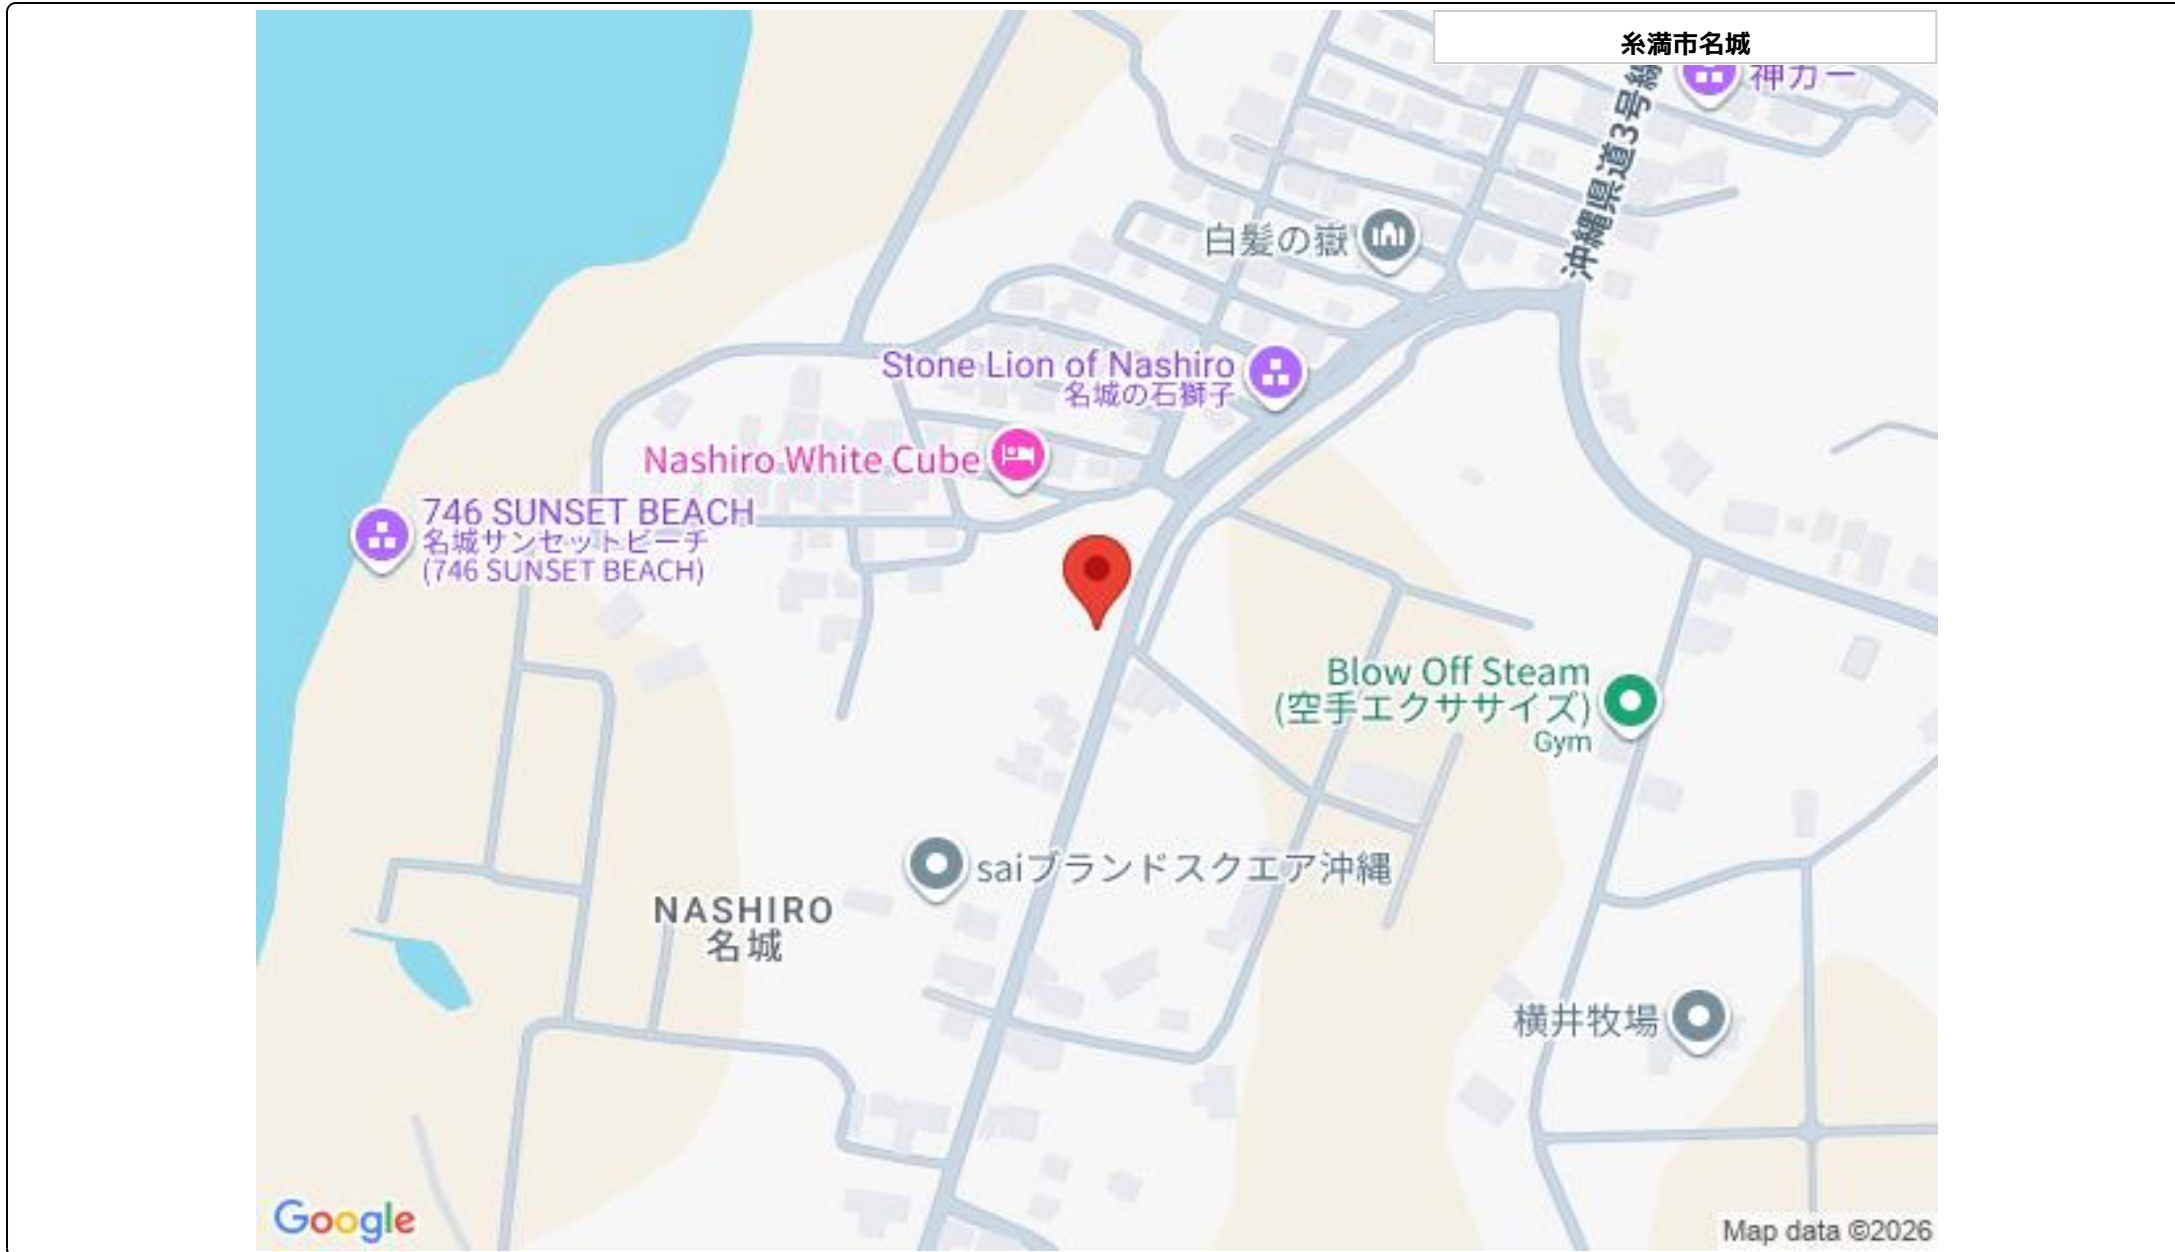 糸満市名城
神カー
沖縄県道3号線
白髪の嶽
Stone Lion of Nashiro
名城の石獅子
Nashiro White Cube
746 SUNSET BEACH
名城サンセットビーチ
(746 SUNSET BEACH)
Blow Off Steam
(空手エクササイズ)
Gym
saiブランドスクエア沖縄
NASHIRO
名城
横井牧場
Google
Map data ©2026